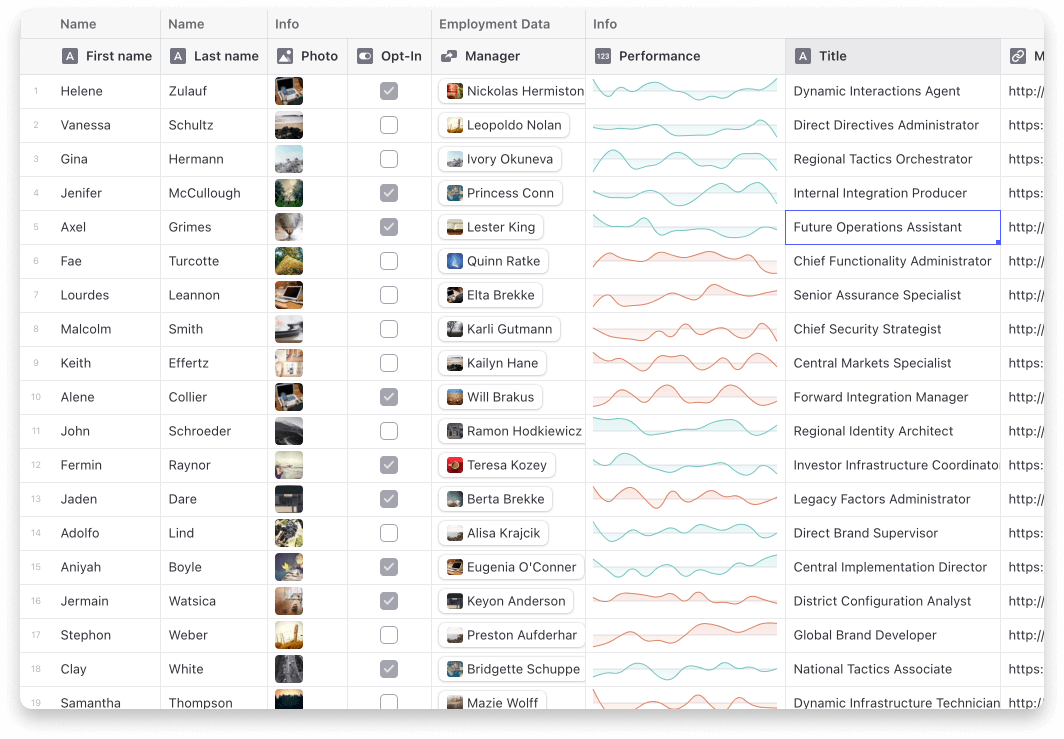 Name Name Info Employment Data Info
A First name A Last name Photo Opt-In Manager 123 Performance A Title M
1 Helene Zulauf Nickolas Hermiston Dynamic Interactions Agent http://
2 Vanessa Schultz Leopoldo Nolan Direct Directives Administrator https:
3 Gina Hermann Ivory Okuneva Regional Tactics Orchestrator http://
4 Jenifer McCullough Princess Conn Internal Integration Producer https:
5 Axel Grimes Lester King Future Operations Assistant http://
6 Fae Turcotte Quinn Ratke Chief Functionality Administrator http://
7 Lourdes Leannon Elta Brekke Senior Assurance Specialist http://
8 Malcolm Smith Karli Gutmann Chief Security Strategist http://
9 Keith Effertz Kailyn Hane Central Markets Specialist https:
10 Alene Collier Will Brakus Forward Integration Manager http://
11 John Schroeder Ramon Hodkiewicz Regional Identity Architect http://
12 Fermin Raynor Teresa Kozey Investor Infrastructure Coordinato https:
13 Jaden Dare Berta Brekke Legacy Factors Administrator http://
14 Adolfo Lind Alisa Krajcik Direct Brand Supervisor http://
15 Aniyah Boyle Eugenia O'Conner Central Implementation Director https:
16 Jermain Watsica Keyon Anderson District Configuration Analyst http://
17 Stephon Weber Preston Aufderhar Global Brand Developer http://
18 Clay White Bridgette Schuppe National Tactics Associate https:
19 Samantha Thompson Mazie Wolff Dynamic Infrastructure Technician https: